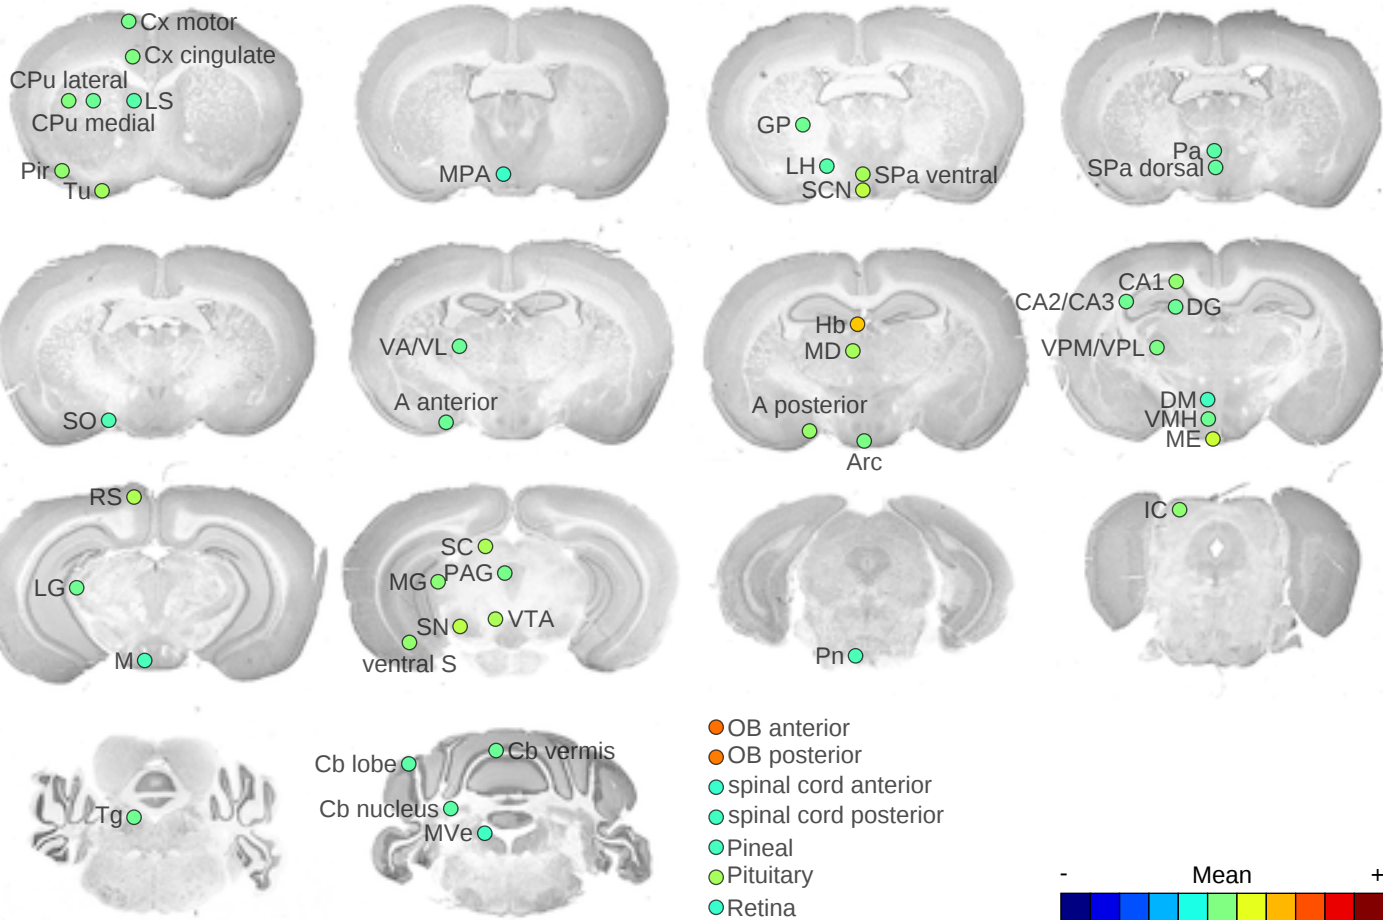 Cx motor
Cx cingulate
CPu lateral
LS
CPu medial
Pir
Tu
MPA
GP
LH
SPa ventral
SCN
Pa
SPa dorsal
SO
VA/VL
A anterior
Hb
MD
A posterior
Arc
CA1
CA2/CA3
DG
VPM/VPL
DM
VMH
ME
RS
LG
M
SC
MG
PAG
SN
VTA
ventral S
Pn
IC
Tg
Cb lobe
Cb vermis
Cb nucleus
MVe
OB anterior
OB posterior
spinal cord anterior
spinal cord posterior
Pineal
Pituitary
Retina
- Mean +